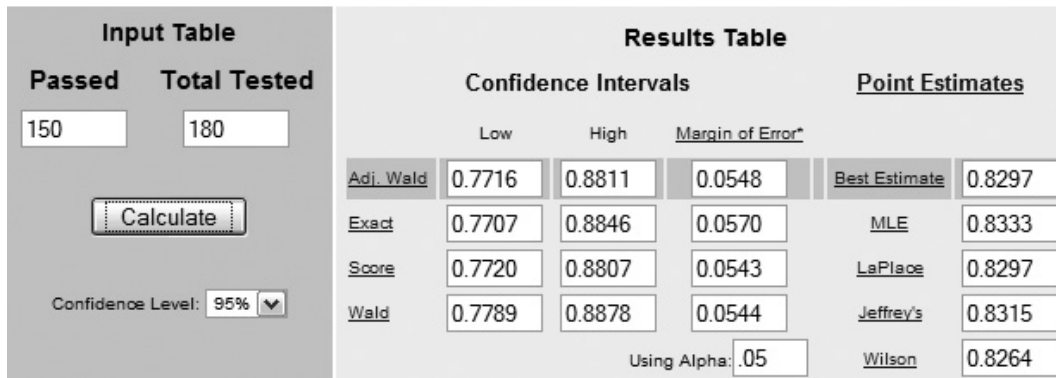 Input Table
Passed Total Tested
150 180
Calculate
Confidence Level: 95%
Results Table
Confidence Intervals Point Estimates
Low High Margin of Error*
Adj. Wald 0.7716 0.8811 0.0548 Best Estimate 0.8297
Exact 0.7707 0.8846 0.0570 MLE 0.8333
Score 0.7720 0.8807 0.0543 LaPlace 0.8297
Wald 0.7789 0.8878 0.0544 Jeffrey's 0.8315
Using Alpha: .05 Wilson 0.8264